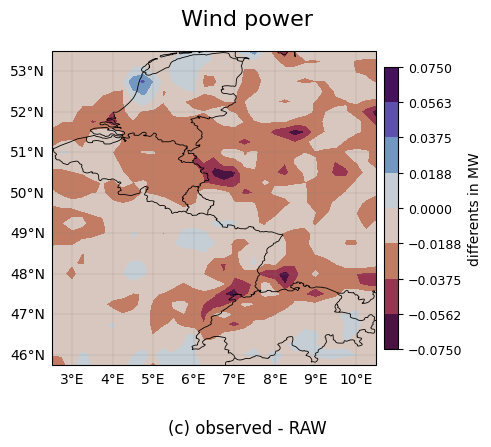 Wind power
53°N
52°N
51°N
50°N
49°N
48°N
47°N
46°N
3°E 4°E 5°E 6°E 7°E 8°E 9°E 10°E
0.0750
0.0563
0.0375
0.0188
0.0000
−0.0188
−0.0375
−0.0562
−0.0750
differents in MW
(c) observed - RAW